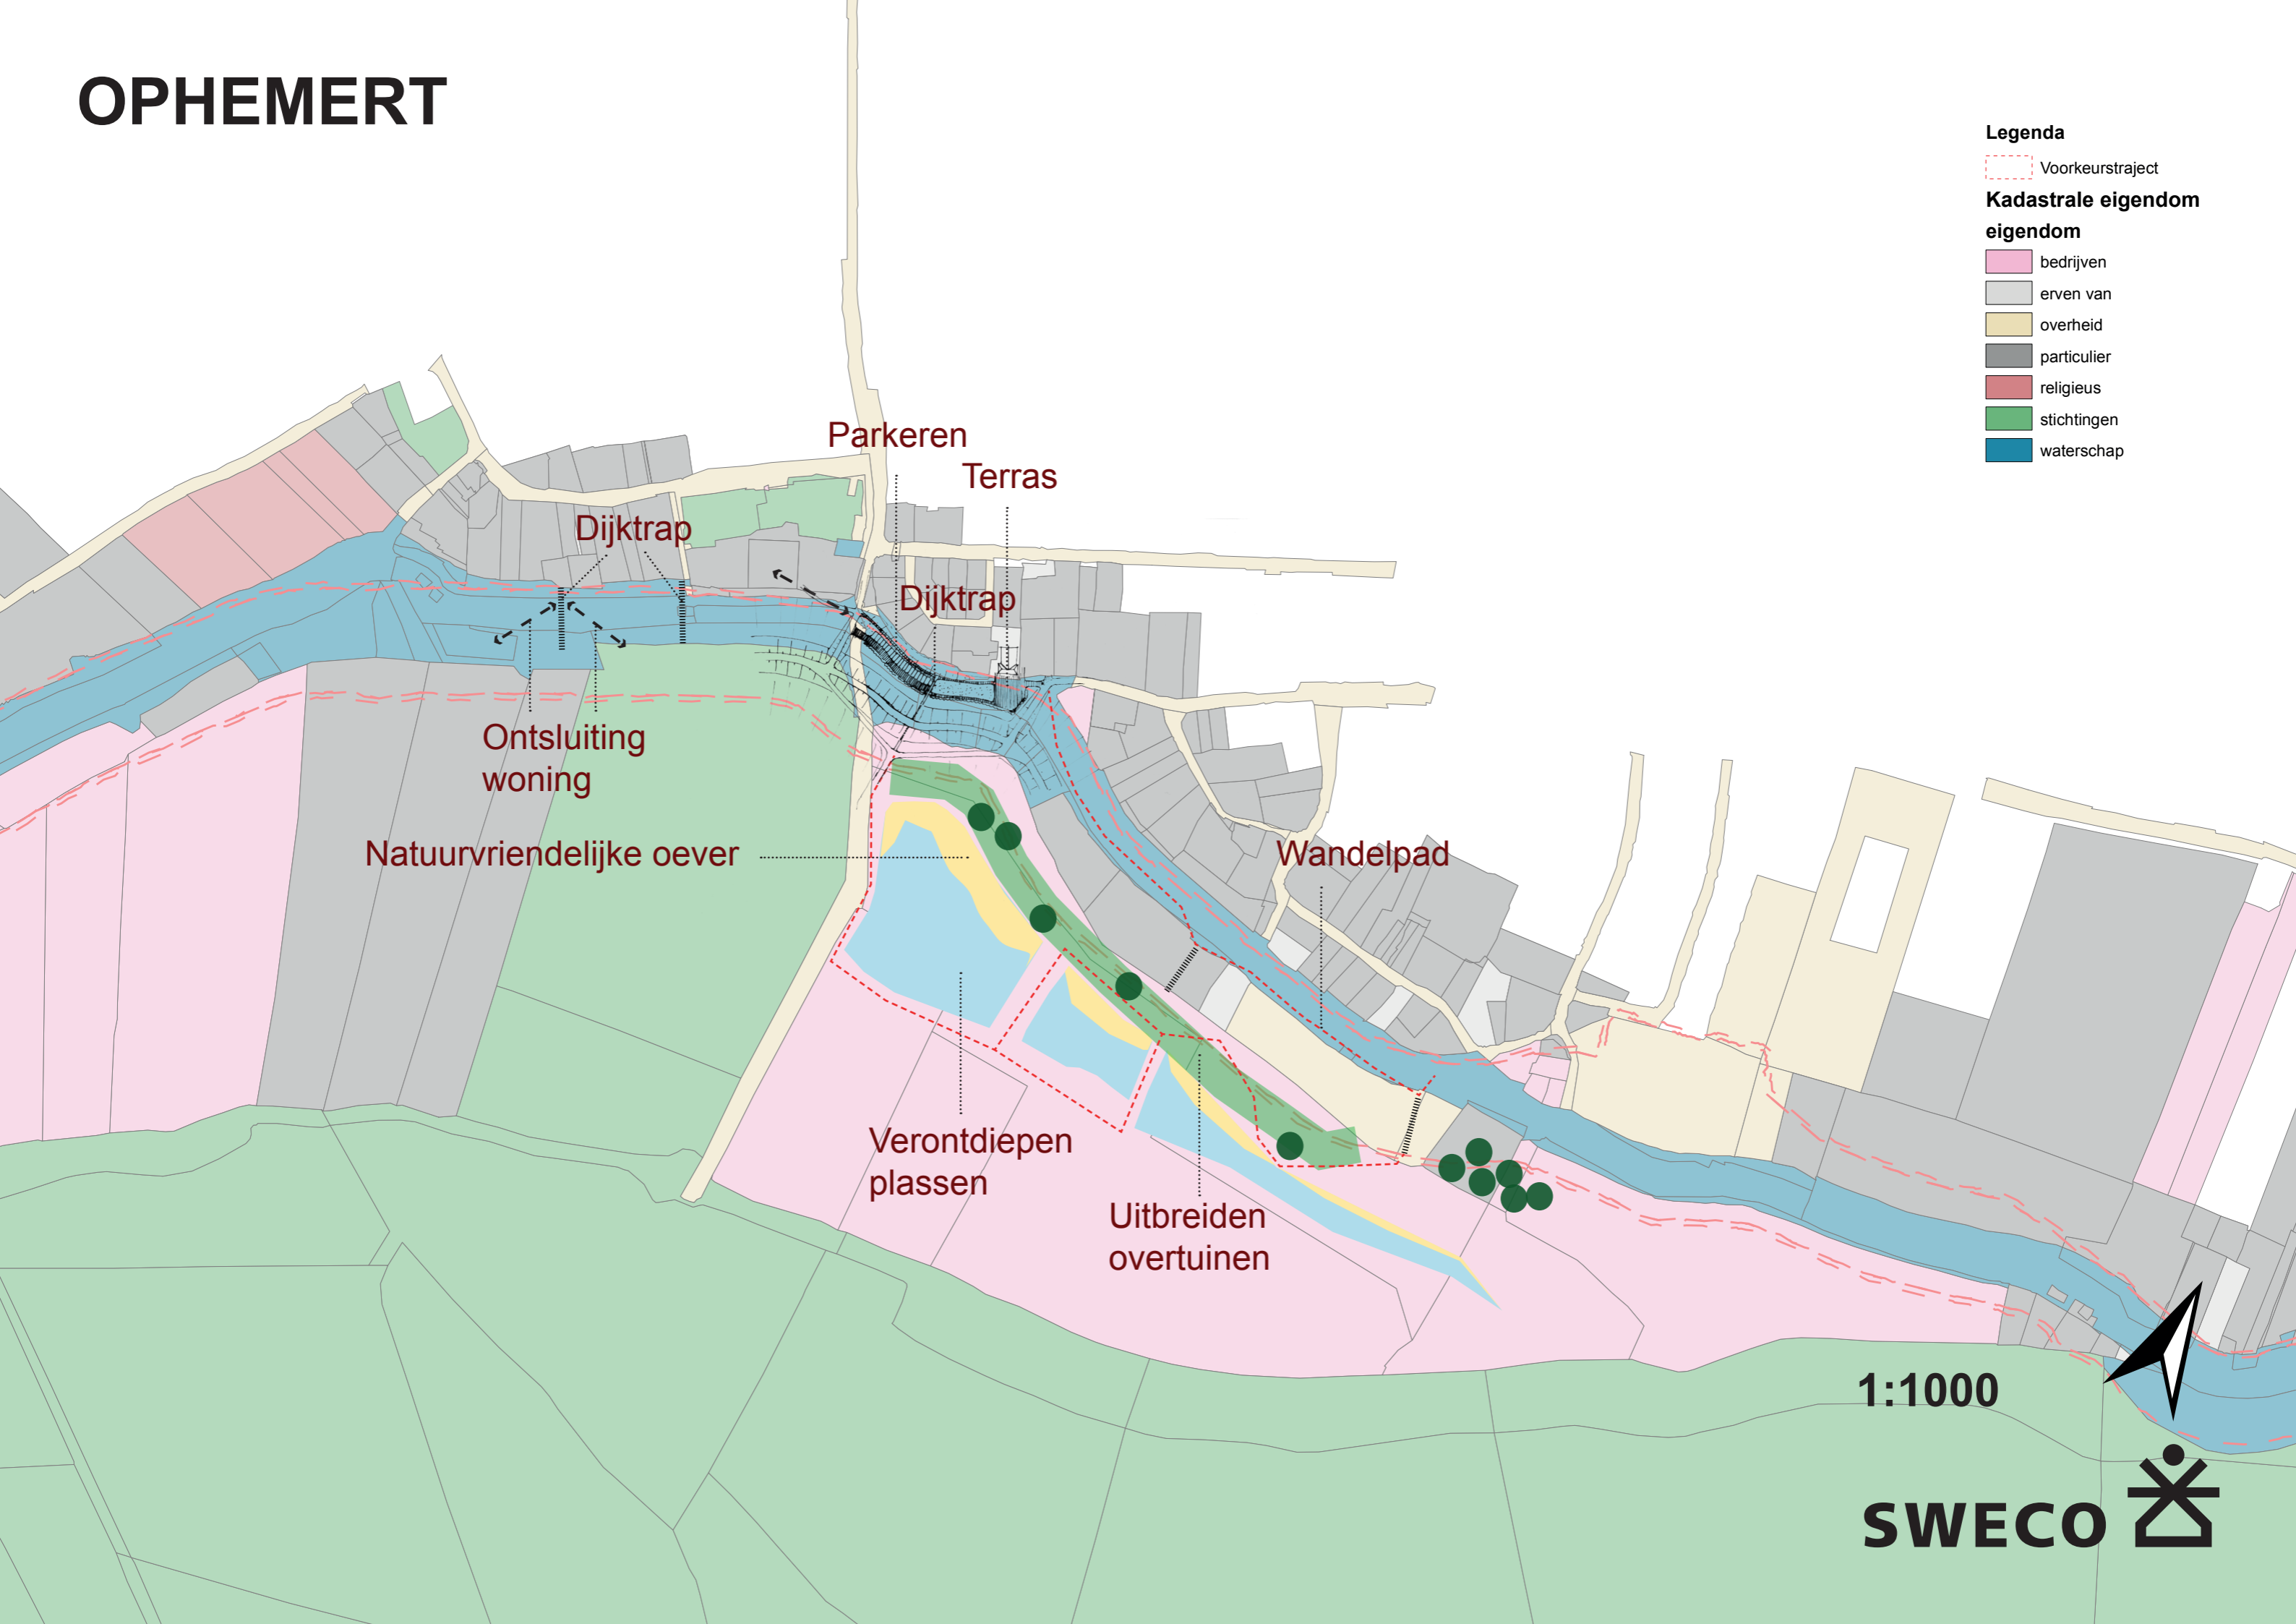 OPHEMERT
Legenda
Voorkeurstraject
Kadastrale eigendom
eigendom
bedrijven
erven van
overheid
particulier
religieus
stichtingen
waterschap
Parkeren
Terras
Dijktrap
Dijktrap
Ontsluiting
woning
Natuurvriendelijke oever
Wandelpad
Verontdiepen
plassen
Uitbreiden
overtuinen
1:1000
SWECO